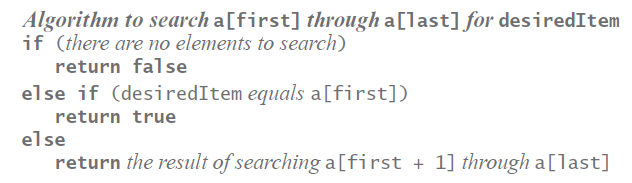 Algorithm to search a[first] through a[last] for desiredItem
if (there are no elements to search)
return false
else if (desiredItem equals a[first])
return true
else
return the result of searching a[first + 1] through a[last]